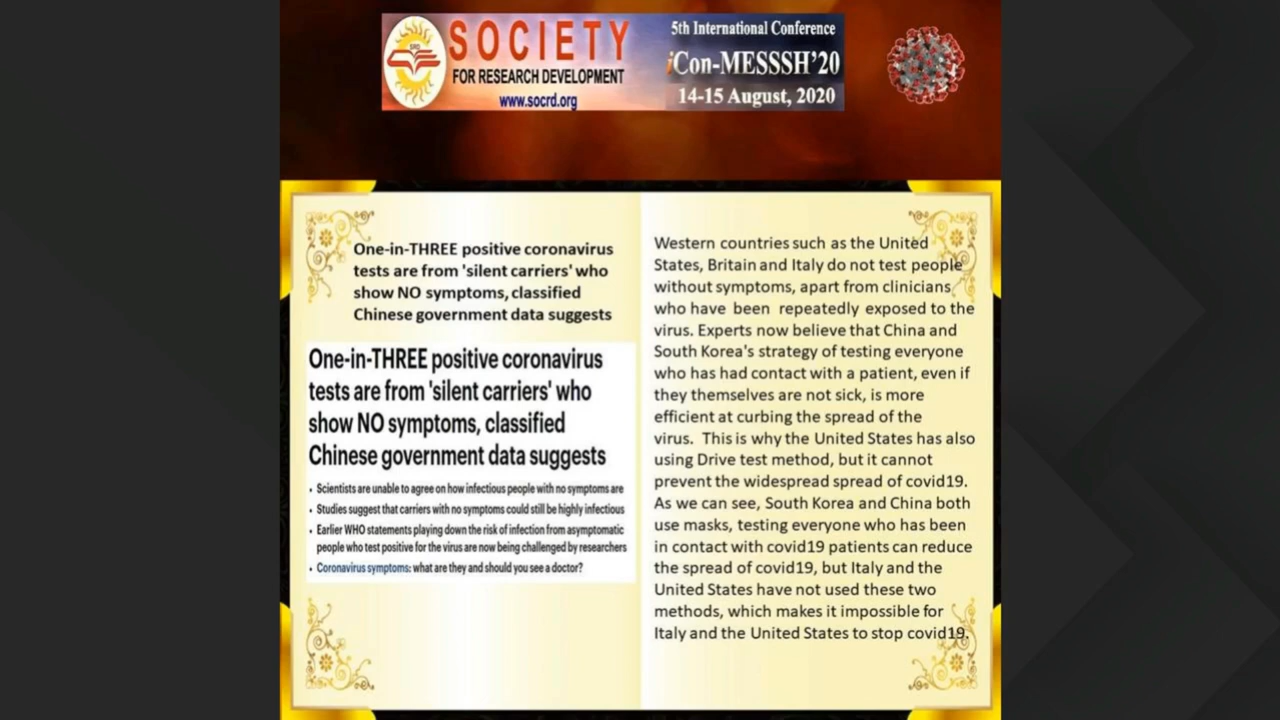 SRD
SOCIETY
FOR RESEARCH DEVELOPMENT
www.socrd.org
5th International Conference
iCon-MESSSH'20
14-15 August, 2020
One-in-THREE positive coronavirus
tests are from 'silent carriers' who
show NO symptoms, classified
Chinese government data suggests
One-in-THREE positive coronavirus
tests are from 'silent carriers' who
show NO symptoms, classified
Chinese government data suggests
• Scientists are unable to agree on how infectious people with no symptoms are
• Studies suggest that carriers with no symptoms could still be highly infectious
• Earlier WHO statements playing down the risk of infection from asymptomatic
people who test positive for the virus are now being challenged by researchers
• Coronavirus symptoms: what are they and should you see a doctor?
Western countries such as the United
States, Britain and Italy do not test people
without symptoms, apart from clinicians
who have been repeatedly exposed to the
virus. Experts now believe that China and
South Korea's strategy of testing everyone
who has had contact with a patient, even if
they themselves are not sick, is more
efficient at curbing the spread of the
virus. This is why the United States has also
using Drive test method, but it cannot
prevent the widespread spread of covid19.
As we can see, South Korea and China both
use masks, testing everyone who has been
in contact with covid19 patients can reduce
the spread of covid19, but Italy and the
United States have not used these two
methods, which makes it impossible for
Italy and the United States to stop covid19.